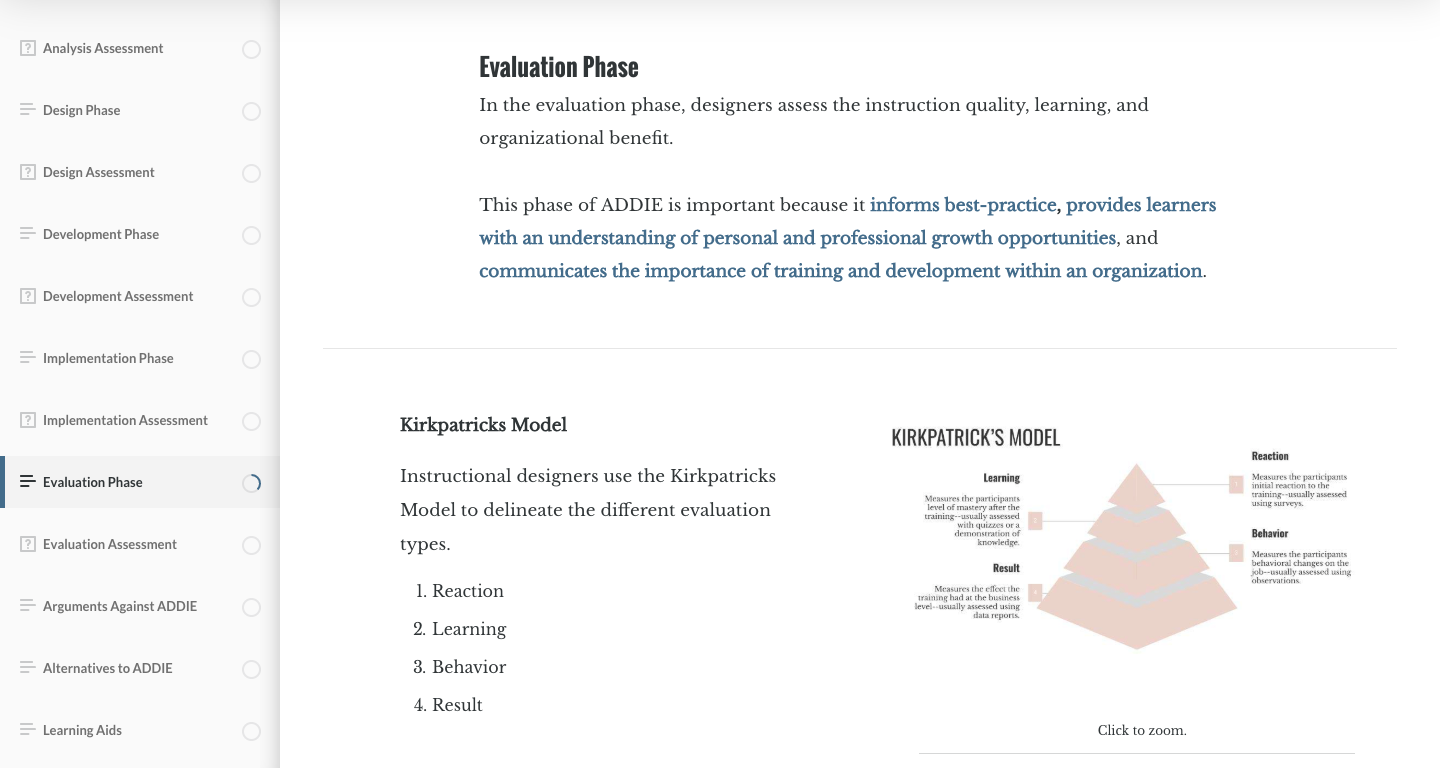 Analysis Assessment
Design Phase
Design Assessment
Development Phase
Development Assessment
Implementation Phase
Implementation Assessment
Evaluation Phase
Evaluation Assessment
Arguments Against ADDIE
Alternatives to ADDIE
Learning Aids
Evaluation Phase
In the evaluation phase, designers assess the instruction quality, learning, and
organizational benefit.
This phase of ADDIE is important because it informs best-practice, provides learners
with an understanding of personal and professional growth opportunities, and
communicates the importance of training and development within an organization.
Kirkpatricks Model
Instructional designers use the Kirkpatricks
Model to delineate the different evaluation
types.
1. Reaction
2. Learning
3. Behavior
4. Result
KIRKPATRICK'S MODEL
Reaction
Measures the participants
initial reaction to the
training--usually assessed
using surveys.
Learning
Measures the participants
level of mastery after the
training--usually assessed
with quizzes or a
demonstration of
knowledge.
Behavior
Measures the participants
behavioral changes on the
job--usually assessed using
observations.
Result
Measures the effect the
training had at the business
level--usually assessed using
data reports.
Click to zoom.